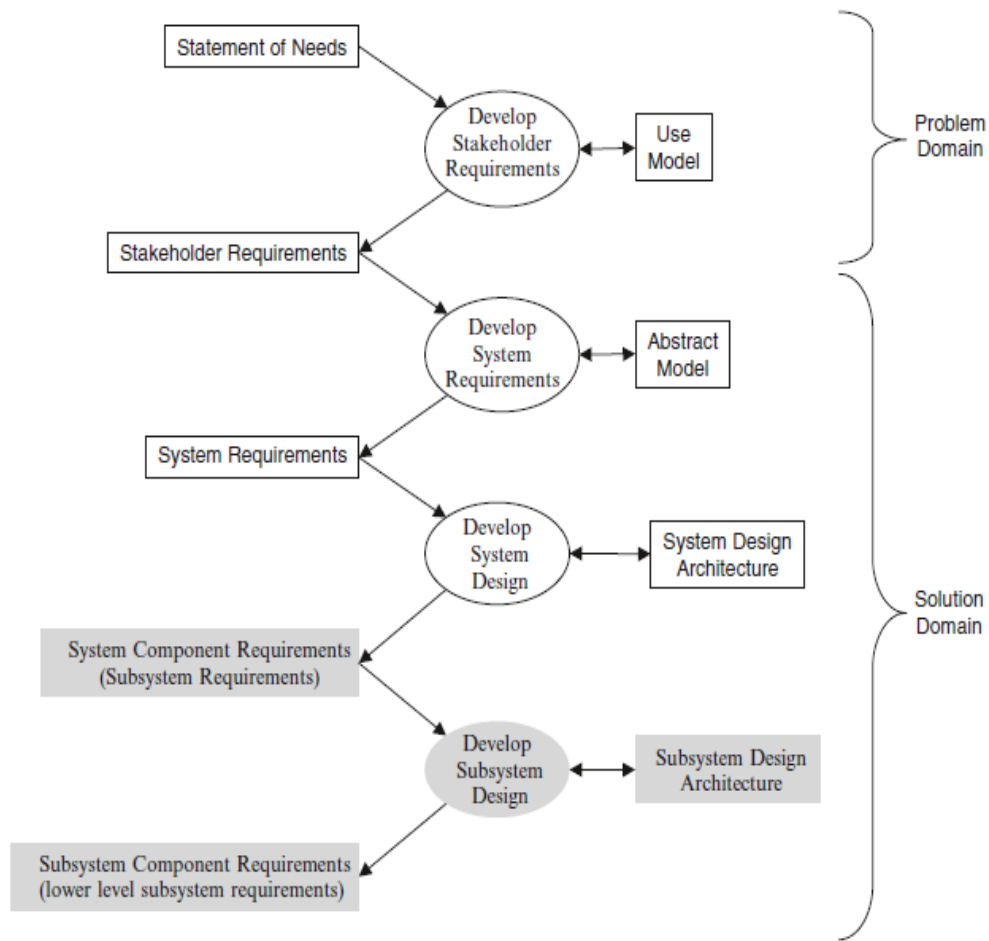 Statement of Needs
Develop
Stakeholder
Requirements
Use
Model
Problem
Domain
Stakeholder Requirements
Develop
System
Requirements
Abstract
Model
System Requirements
Develop
System
Design
System Design
Architecture
Solution
Domain
System Component Requirements
(Subsystem Requirements)
Develop
Subsystem
Design
Subsystem Design
Architecture
Subsystem Component Requirements
(lower level subsystem requirements)